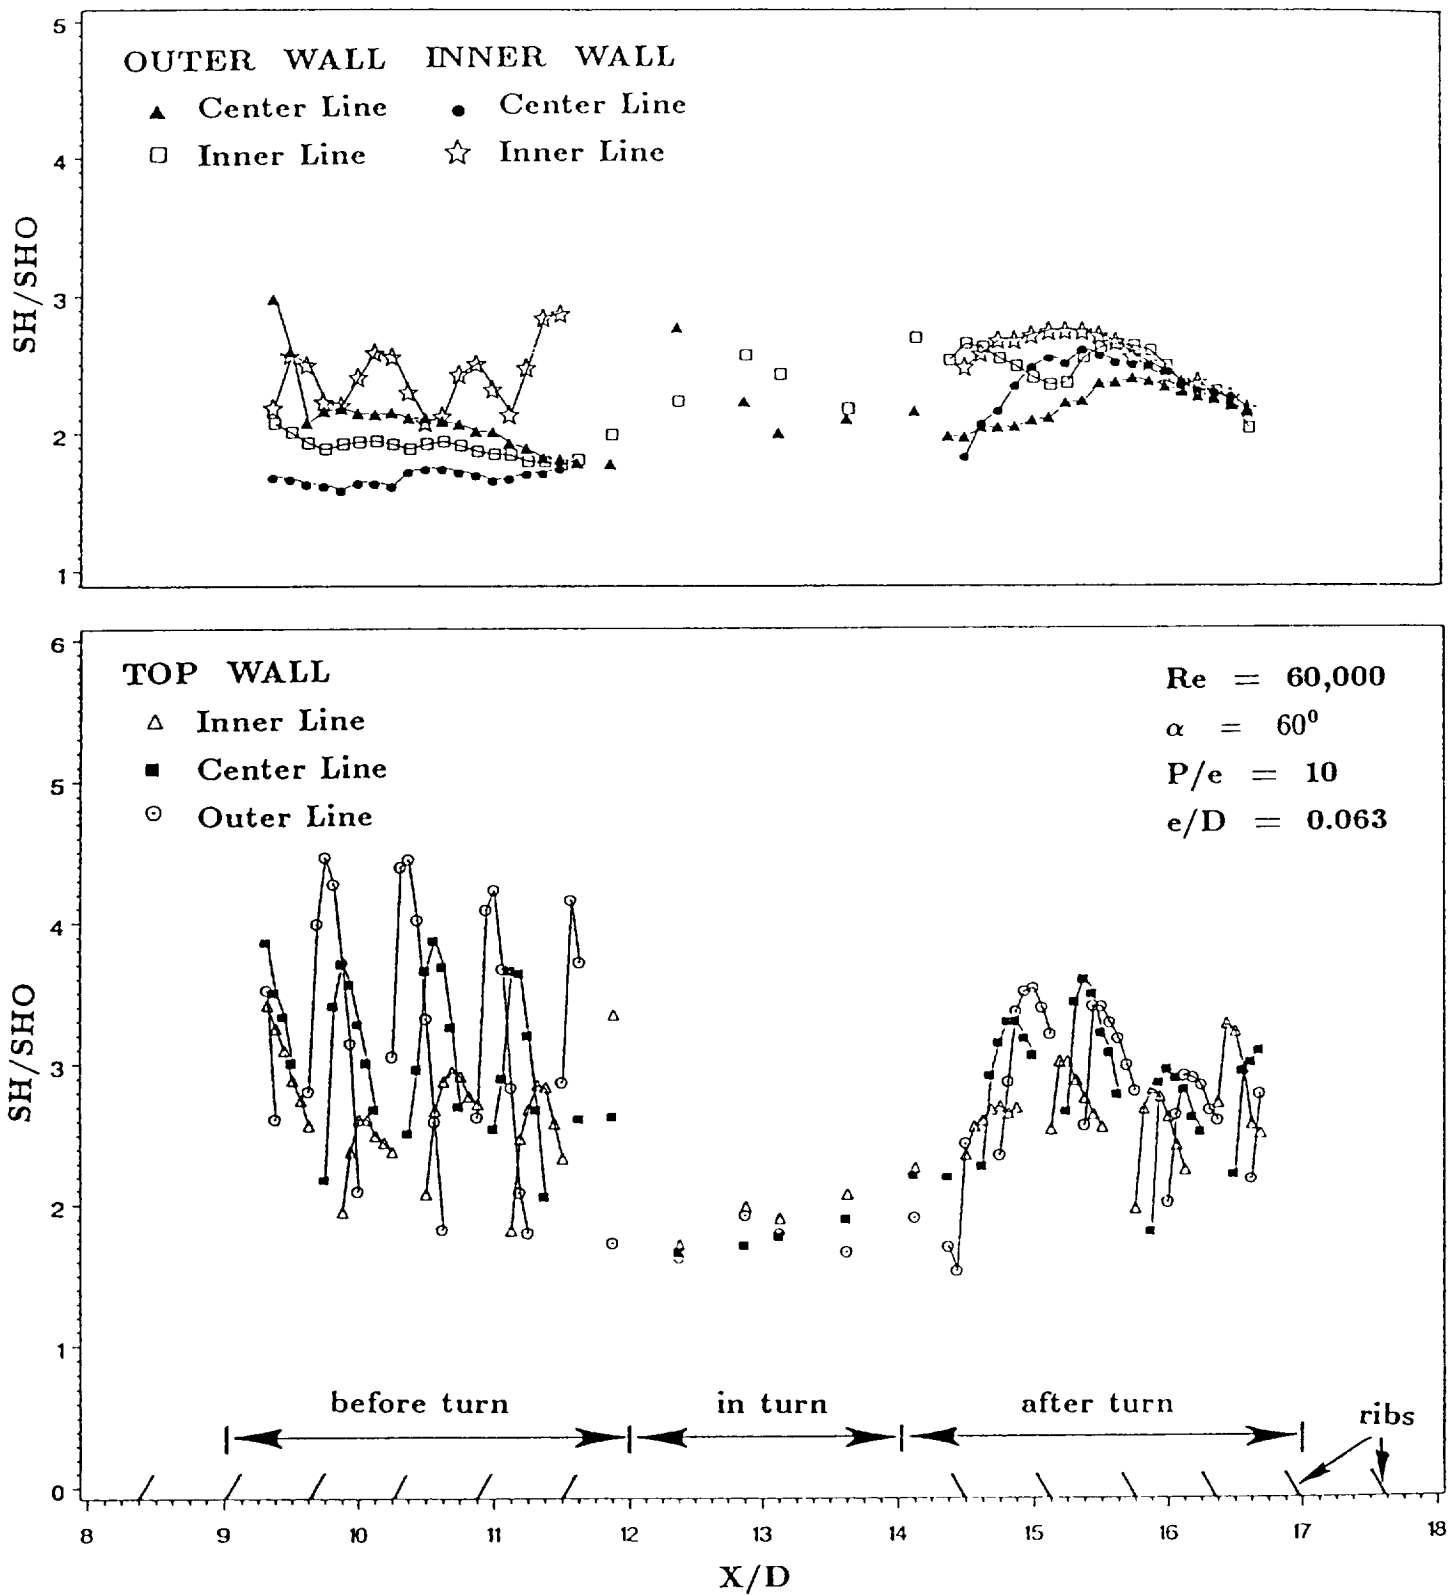 5
OUTER WALL INNER WALL
Center Line Center Line
Inner Line Inner Line
4
3
2
1
SH/SHO
6
TOP WALL
Re = 60,000
Inner Line
α = 60⁰
Center Line
P/e = 10
5
Outer Line
e/D = 0.063
4
3
2
1
0
SH/SHO
before turn in turn after turn
ribs
8 9 10 11 12 13 14 15 16 17 18
X/D